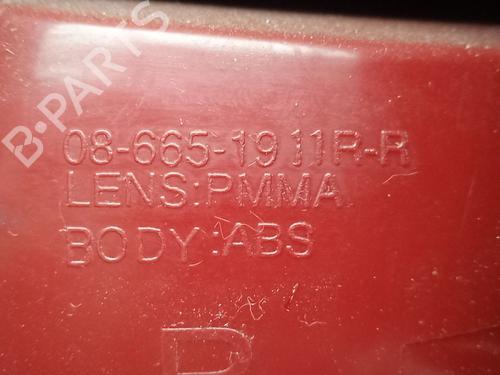 B-PARTS
08-665-1911R-R
LENS:PMMA
BODY:ABS
R